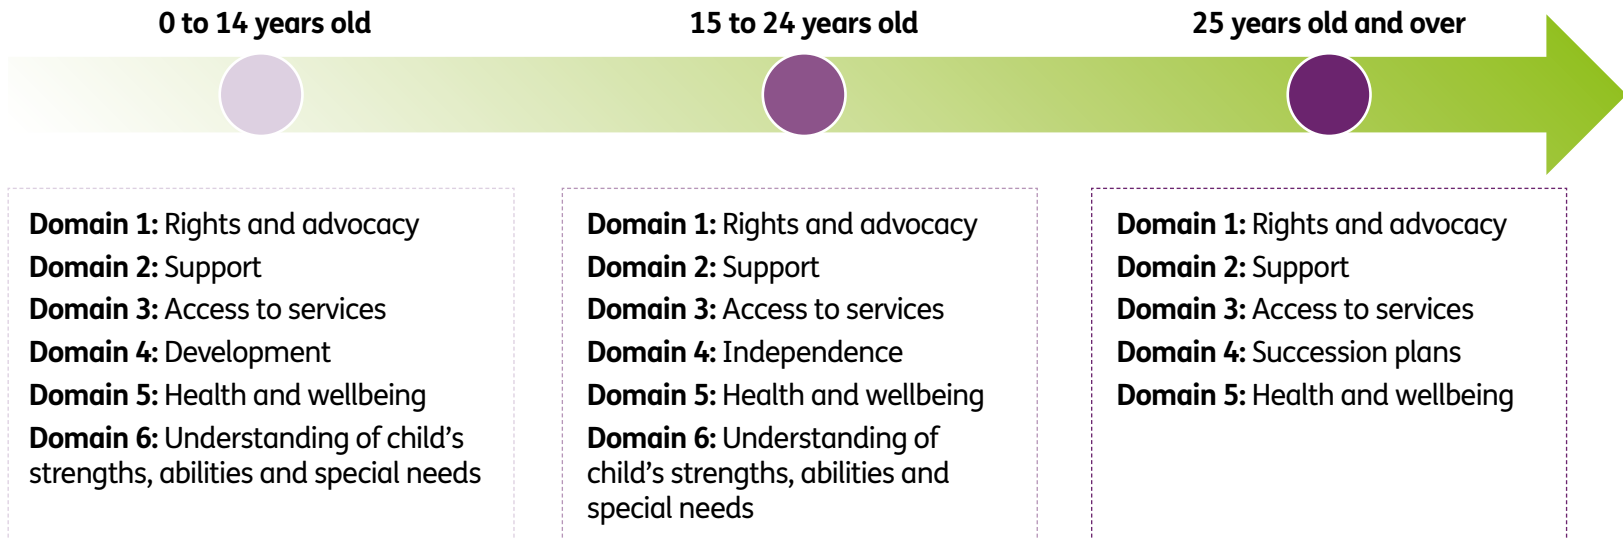 0 to 14 years old
15 to 24 years old
25 years old and over
Domain 1: Rights and advocacy
Domain 2: Support
Domain 3: Access to services
Domain 4: Development
Domain 5: Health and wellbeing
Domain 6: Understanding of child’s
strengths, abilities and special needs
Domain 1: Rights and advocacy
Domain 2: Support
Domain 3: Access to services
Domain 4: Independence
Domain 5: Health and wellbeing
Domain 6: Understanding of
child’s strengths, abilities and
special needs
Domain 1: Rights and advocacy
Domain 2: Support
Domain 3: Access to services
Domain 4: Succession plans
Domain 5: Health and wellbeing